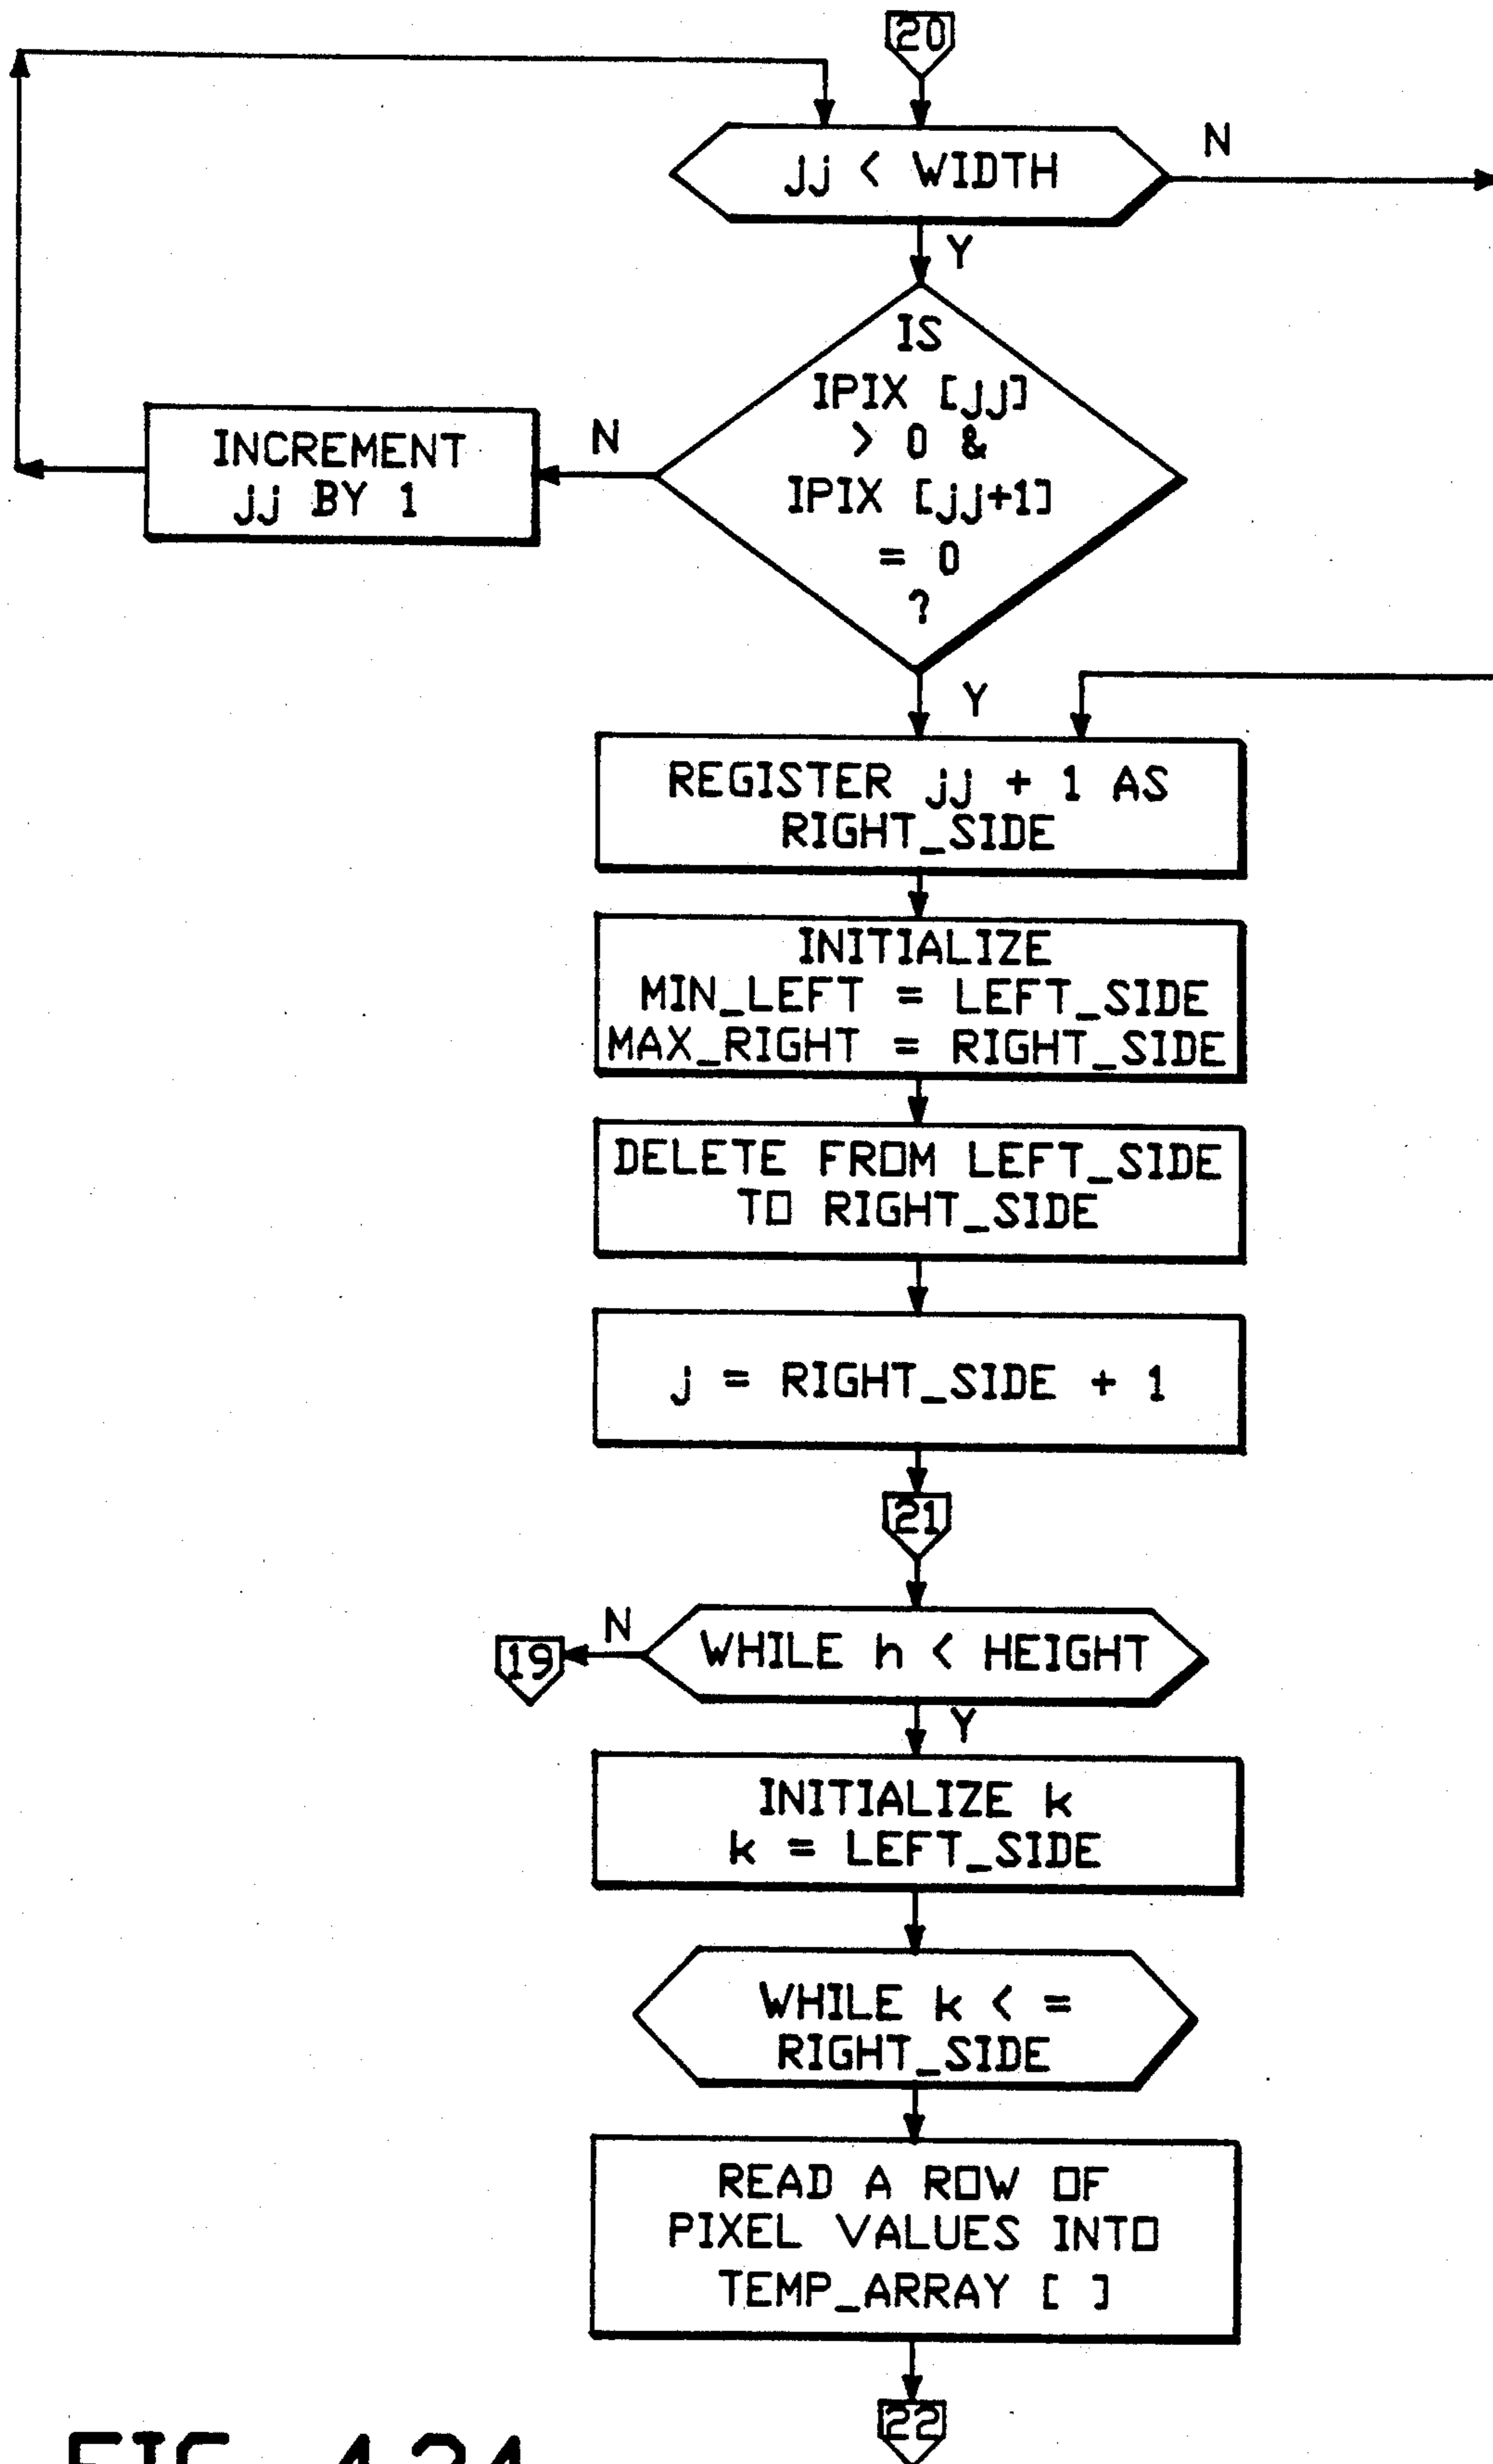 20
jj < WIDTH
N
Y
IS
IPIX [jj]
> 0 &
IPIX [jj+1]
= 0
?
N
INCREMENT
jj BY 1
Y
REGISTER jj + 1 AS
RIGHT_SIDE
INITIALIZE
MIN_LEFT = LEFT_SIDE
MAX_RIGHT = RIGHT_SIDE
DELETE FROM LEFT_SIDE
TO RIGHT_SIDE
j = RIGHT_SIDE + 1
21
WHILE h < HEIGHT
N
19
Y
INITIALIZE k
k = LEFT_SIDE
WHILE k < =
RIGHT_SIDE
READ A ROW OF
PIXEL VALUES INTO
TEMP_ARRAY [ ]
22